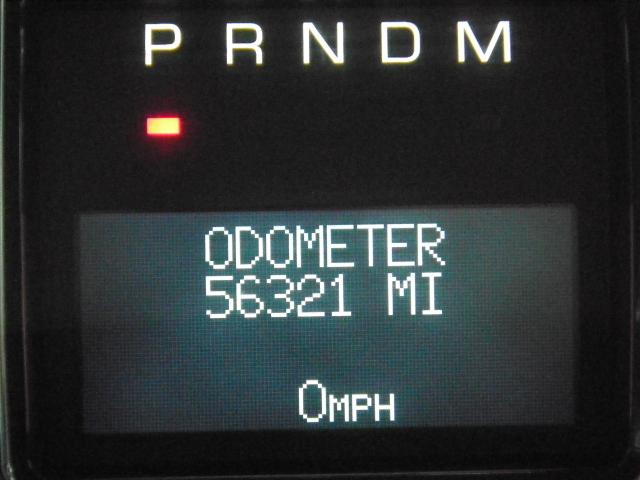 P R N D M
ODOMETER
56321 MI
0MPH